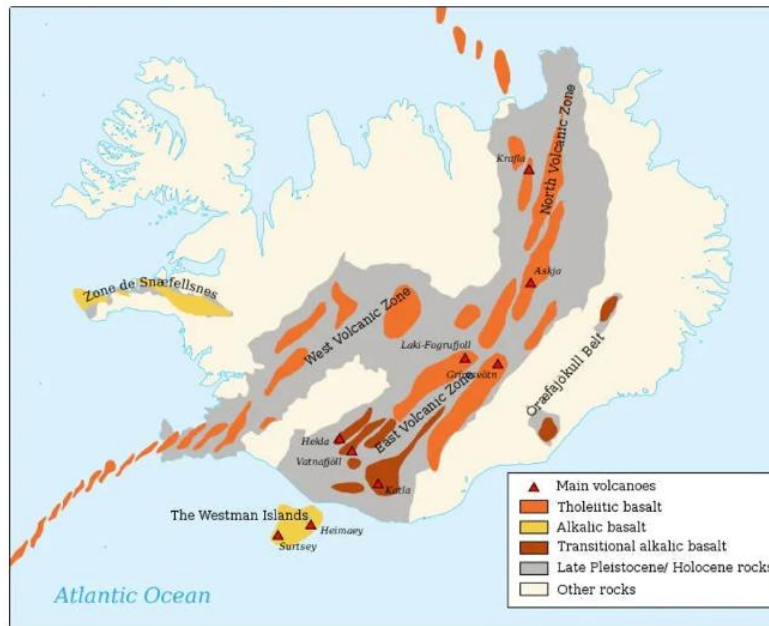 Krafla
North Volcanic Zone
Askja
Zone de Snæfellsnes
West Volcanic Zone
Laki-Fogrufjoll
Grímsvötn
East Volcanic Zone
Öræfajökull Belt
Hekla
Vatnafjöll
Katla
The Westman Islands
Heimaey
Surtsey
Main volcanoes
Tholeiitic basalt
Alkalic basalt
Transitional alkalic basalt
Late Pleistocene/ Holocene rocks
Other rocks
Atlantic Ocean